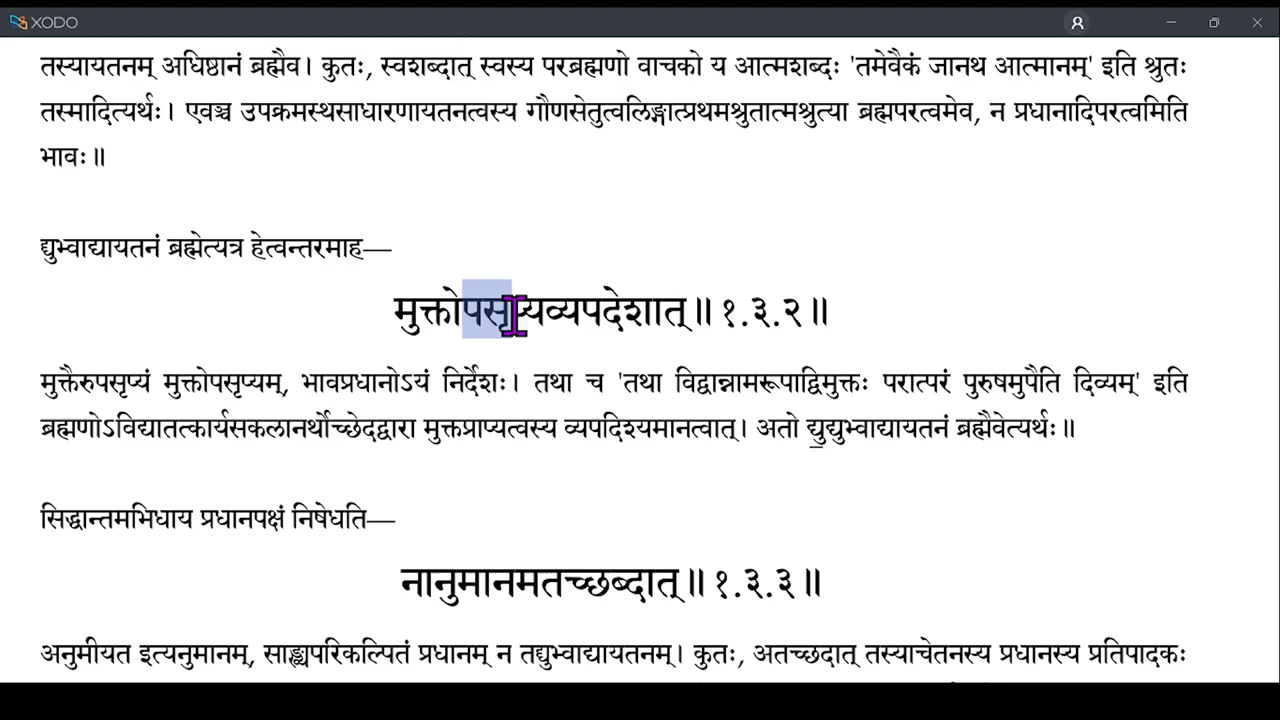 XODO
तस्यायतनम् अधिष्ठानं ब्रह्मैव। कुतः, स्वशब्दात् स्वस्य परब्रह्मणो वाचको य आत्मशब्दः 'तमेवैकं जानथ आत्मानम्' इति श्रुतः
तस्मादित्यर्थः। एवञ्च उपक्रमस्थसाधारणायतनत्वस्य गौणसेतुत्वलिङ्गात्प्रथमश्रुतात्मश्रुत्या ब्रह्मपरत्वमेव, न प्रधानादिपरत्वमिति
भावः॥
द्युभ्वाद्यायतनं ब्रह्मेत्यत्र हेत्वन्तरमाह—
मुक्तोपसृप्यव्यपदेशात्॥१.३.२॥
मुक्तैरुपसृप्यं मुक्तोपसृप्यम्, भावप्रधानोऽयं निर्देशः। तथा च 'तथा विद्वान्नामरूपाद्विमुक्तः परात्परं पुरुषमुपैति दिव्यम्' इति
ब्रह्मणोऽविद्यातत्कार्यसकलानर्थोच्छेदद्वारा मुक्तप्राप्यत्वस्य व्यपदिश्यमानत्वात्। अतो द्युद्युभ्वाद्यायतनं ब्रह्मैवेत्यर्थः॥
सिद्धान्तमभिधाय प्रधानपक्षं निषेधति—
नानुमानमतच्छब्दात्॥१.३.३॥
अनुमीयत इत्यनुमानम्, साङ्ख्यपरिकल्पितं प्रधानम् न तद्युभ्वाद्यायतनम्। कुतः, अतच्छदात् तस्याचेतनस्य प्रधानस्य प्रतिपादकः